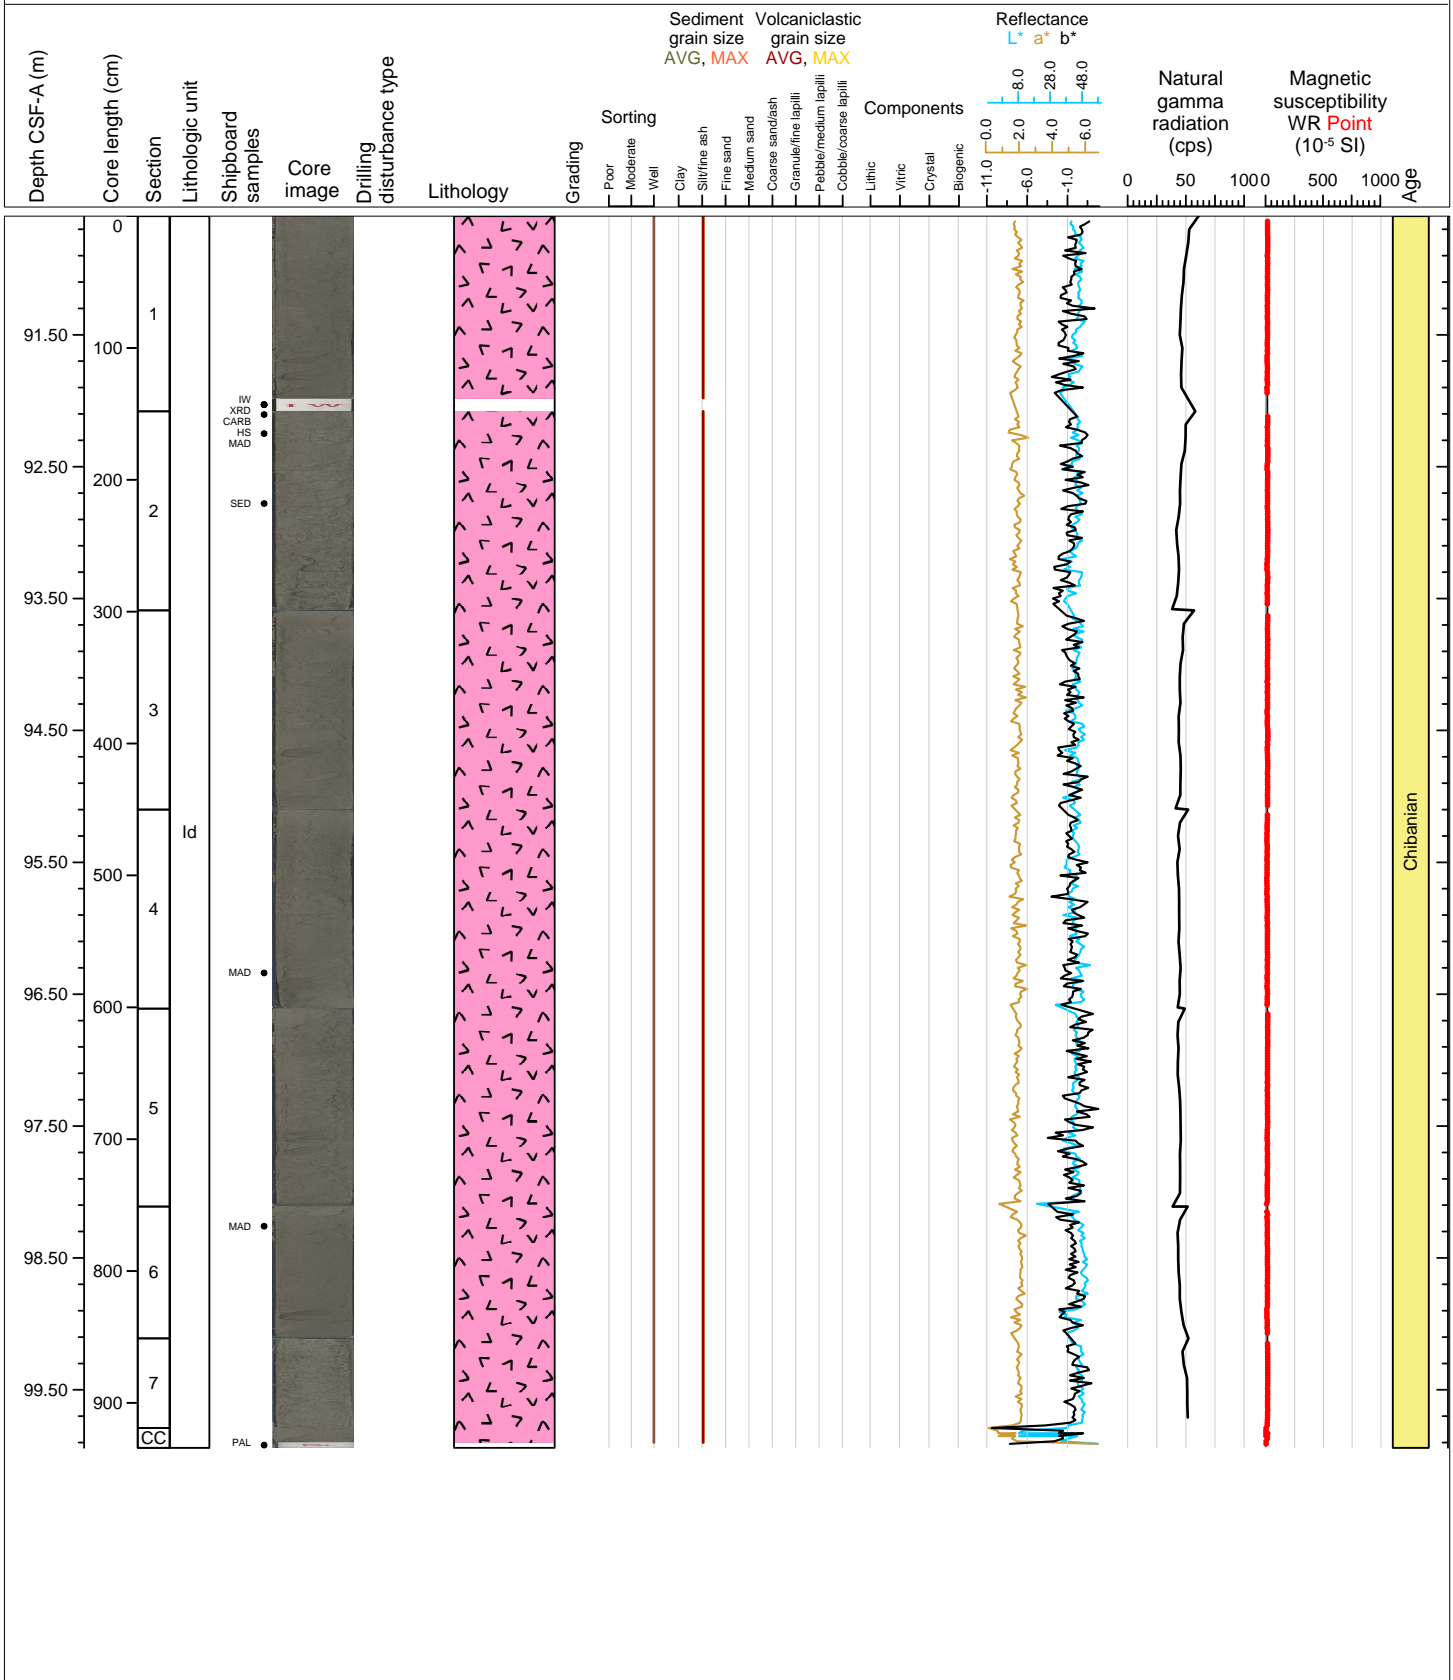 Depth CSF-A (m)
Core length (cm)
Section
Lithologic unit
Shipboard
samples
Core
image
Drilling
disturbance type
Lithology
Grading
Sorting
Poor
Moderate
Well
Sediment
grain size
AVG, MAX
Volcaniclastic
grain size
AVG, MAX
Clay
Silt/fine ash
Fine sand
Medium sand
Coarse sand/ash
Granule/fine lapilli
Pebble/medium lapilli
Cobble/coarse lapilli
Components
Lithic
Vitric
Crystal
Biogenic
Reflectance
L* a* b*
8.0 28.0 48.0
0.0 2.0 4.0 6.0
-11.0 -6.0 -1.0
Natural
gamma
radiation
(cps)
0 50 100
Magnetic
susceptibility
WR Point
(10⁻⁵ SI)
0 500 1000
Age
0
1
91.50
100
IW
XRD
CARB
HS
MAD
92.50
200
SED
2
93.50
300
3
94.50
400
Id
Chibanian
95.50
500
4
MAD
96.50
600
5
97.50
700
MAD
98.50
800
6
7
99.50
900
CC
PAL